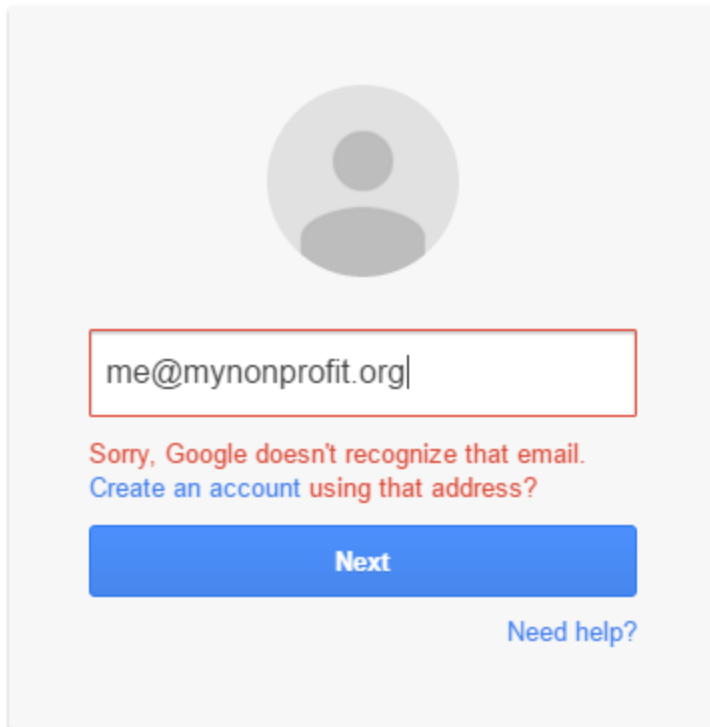 me@mynonprofit.org
Sorry, Google doesn't recognize that email.
Create an account using that address?
Next
Need help?